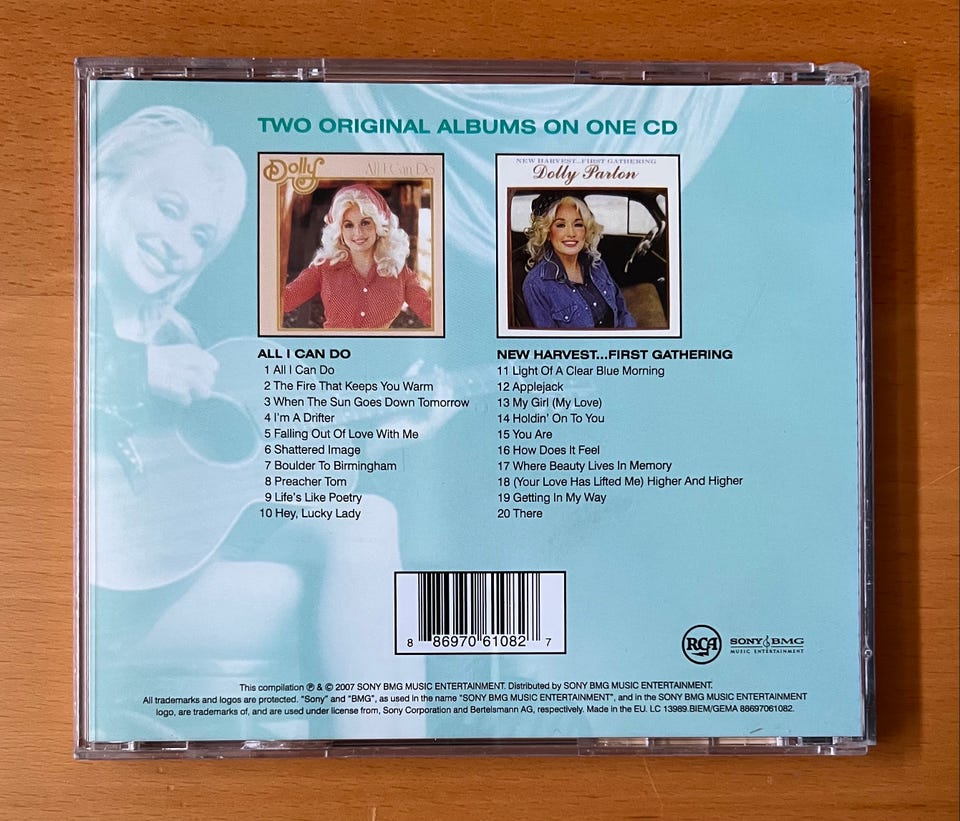 TWO ORIGINAL ALBUMS ON ONE CD
Dolly
All I Can Do
NEW HARVEST...FIRST GATHERING
Dolly Parton
ALL I CAN DO
1 All I Can Do
2 The Fire That Keeps You Warm
3 When The Sun Goes Down Tomorrow
4 I'm A Drifter
5 Falling Out Of Love With Me
6 Shattered Image
7 Boulder To Birmingham
8 Preacher Tom
9 Life's Like Poetry
10 Hey, Lucky Lady
NEW HARVEST...FIRST GATHERING
11 Light Of A Clear Blue Morning
12 Applejack
13 My Girl (My Love)
14 Holdin' On To You
15 You Are
16 How Does It Feel
17 Where Beauty Lives In Memory
18 (Your Love Has Lifted Me) Higher And Higher
19 Getting In My Way
20 There
8 86970 61082 7
RCA
SONY BMG
MUSIC ENTERTAINMENT
This compilation ℗ & © 2007 SONY BMG MUSIC ENTERTAINMENT. Distributed by SONY BMG MUSIC ENTERTAINMENT.
All trademarks and logos are protected. "Sony" and "BMG", as used in the name "SONY BMG MUSIC ENTERTAINMENT", and in the SONY BMG MUSIC ENTERTAINMENT
logo, are trademarks of, and are used under license from, Sony Corporation and Bertelsmann AG, respectively. Made in the EU. LC 13989.BIEM/GEMA 88697061082.